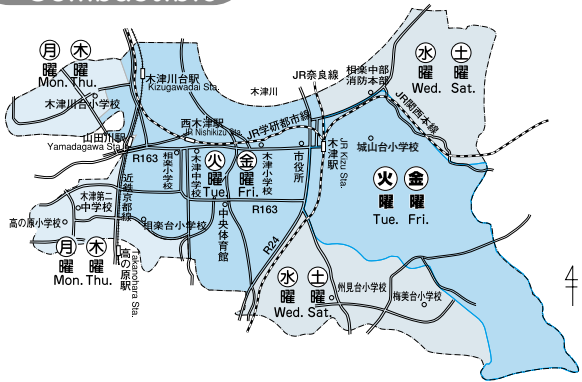 Combustible
月 木
曜 曜
Mon. Thu.
木津川台駅
Kizugawadai Sta.
木津川台小学校
木津川
JR奈良線
相楽中部
消防本部
水 土
曜 曜
Wed. Sat.
JR関西本線
山田川駅
Yamadagawa Sta.
西木津駅
JR Nishikizu Sta.
JR学研都市線
R163
相楽小学校
木津中学校
火 金
曜 曜
Tue. Fri.
木津小学校
市役所
木津駅
JR Kizu Sta.
城山台小学校
火 金
曜 曜
Tue. Fri.
木津第二
中学校
近鉄京都線
高の原小学校
相楽台小学校
中央体育館
R163
R24
月 木
曜 曜
Mon. Thu.
高の原駅
Takanohara Sta.
水 土
曜 曜
Wed. Sat.
州見台小学校
梅美台小学校